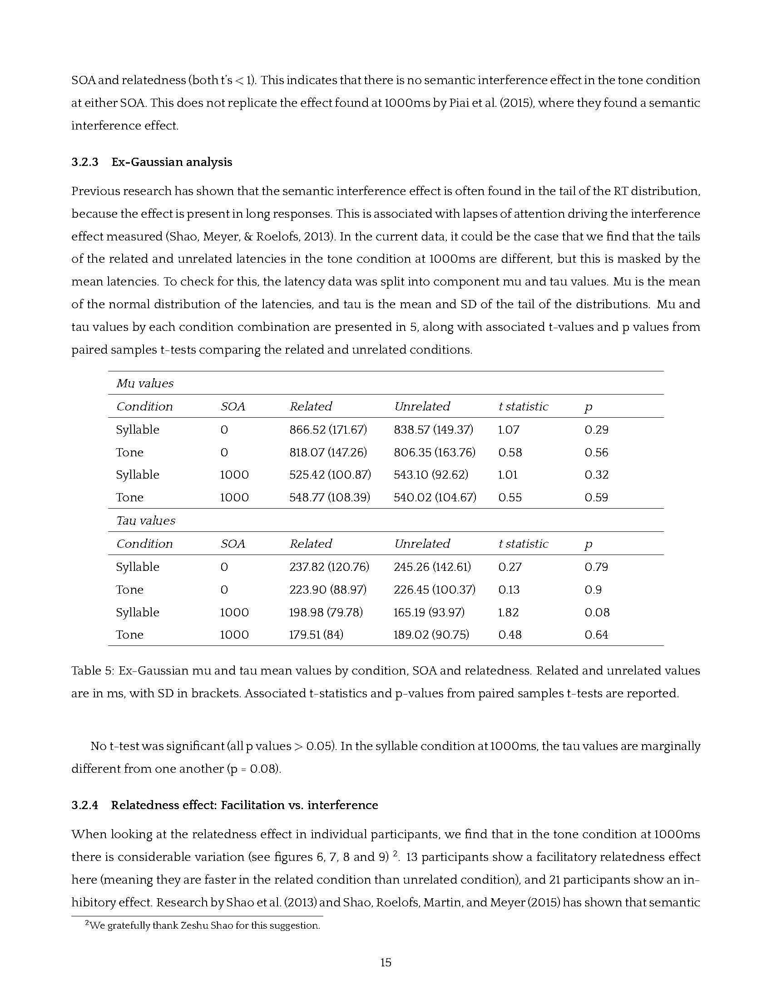 SOA and relatedness (both t's < 1). This indicates that there is no semantic interference effect in the tone condition
at either SOA. This does not replicate the effect found at 1000ms by Piai et al. (2015), where they found a semantic
interference effect.
3.2.3 Ex-Gaussian analysis
Previous research has shown that the semantic interference effect is often found in the tail of the RT distribution,
because the effect is present in long responses. This is associated with lapses of attention driving the interference
effect measured (Shao, Meyer, & Roelofs, 2013). In the current data, it could be the case that we find that the tails
of the related and unrelated latencies in the tone condition at 1000ms are different, but this is masked by the
mean latencies. To check for this, the latency data was split into component mu and tau values. Mu is the mean
of the normal distribution of the latencies, and tau is the mean and SD of the tail of the distributions. Mu and
tau values by each condition combination are presented in 5, along with associated t-values and p values from
paired samples t-tests comparing the related and unrelated conditions.
Mu values
Condition SOA Related Unrelated t statistic p
Syllable 0 866.52 (171.67) 838.57 (149.37) 1.07 0.29
Tone 0 818.07 (147.26) 806.35 (163.76) 0.58 0.56
Syllable 1000 525.42 (100.87) 543.10 (92.62) 1.01 0.32
Tone 1000 548.77 (108.39) 540.02 (104.67) 0.55 0.59
Tau values
Condition SOA Related Unrelated t statistic p
Syllable 0 237.82 (120.76) 245.26 (142.61) 0.27 0.79
Tone 0 223.90 (88.97) 226.45 (100.37) 0.13 0.9
Syllable 1000 198.98 (79.78) 165.19 (93.97) 1.82 0.08
Tone 1000 179.51 (84) 189.02 (90.75) 0.48 0.64
Table 5: Ex-Gaussian mu and tau mean values by condition, SOA and relatedness. Related and unrelated values
are in ms, with SD in brackets. Associated t-statistics and p-values from paired samples t-tests are reported.
No t-test was significant (all p values > 0.05). In the syllable condition at 1000ms, the tau values are marginally
different from one another (p = 0.08).
3.2.4 Relatedness effect: Facilitation vs. interference
When looking at the relatedness effect in individual participants, we find that in the tone condition at 1000ms
there is considerable variation (see figures 6, 7, 8 and 9) ². 13 participants show a facilitatory relatedness effect
here (meaning they are faster in the related condition than unrelated condition), and 21 participants show an in-
hibitory effect. Research by Shao et al. (2013) and Shao, Roelofs, Martin, and Meyer (2015) has shown that semantic
²We gratefully thank Zeshu Shao for this suggestion.
15